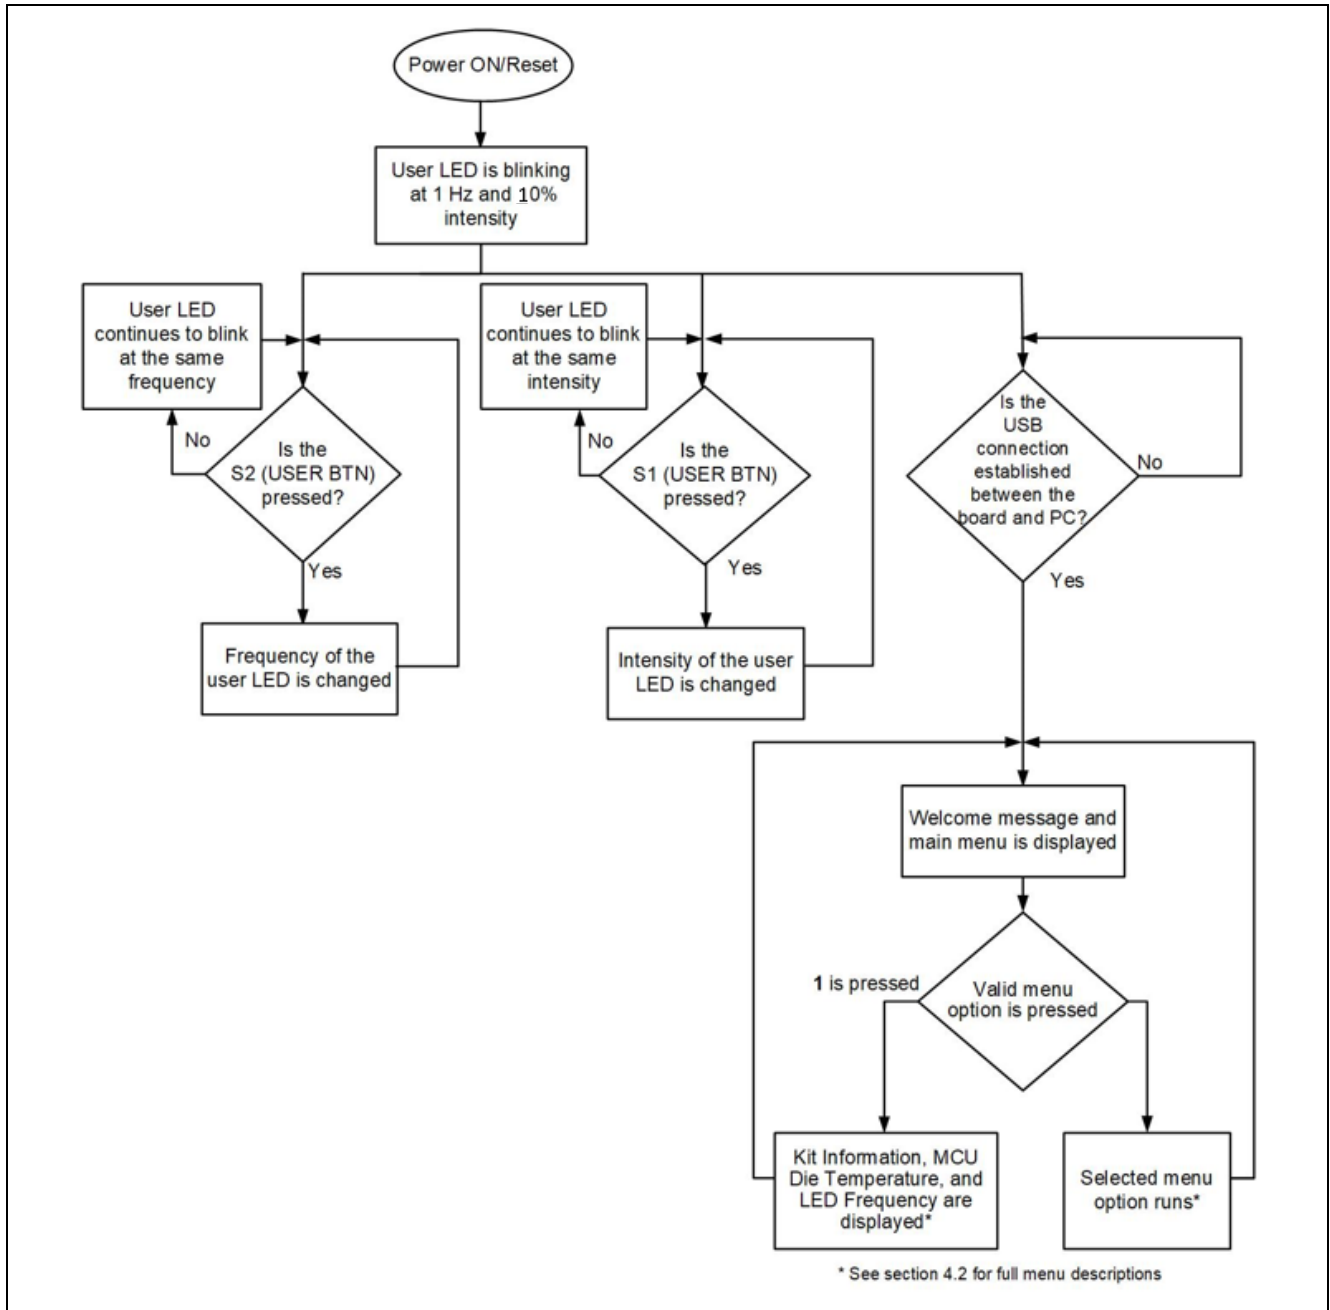 Power ON/Reset
User LED is blinking
at 1 Hz and 10%
intensity
User LED
continues to blink
at the same
frequency
No
Is the
S2 (USER BTN)
pressed?
Yes
Frequency of the
user LED is changed
User LED
continues to blink
at the same
intensity
No
Is the
S1 (USER BTN)
pressed?
Yes
Intensity of the user
LED is changed
Is the
USB
connection
established
between the
board and PC?
No
Yes
Welcome message and
main menu is displayed
Valid menu
option is pressed
1 is pressed
Kit Information, MCU
Die Temperature, and
LED Frequency are
displayed*
Selected menu
option runs*
* See section 4.2 for full menu descriptions